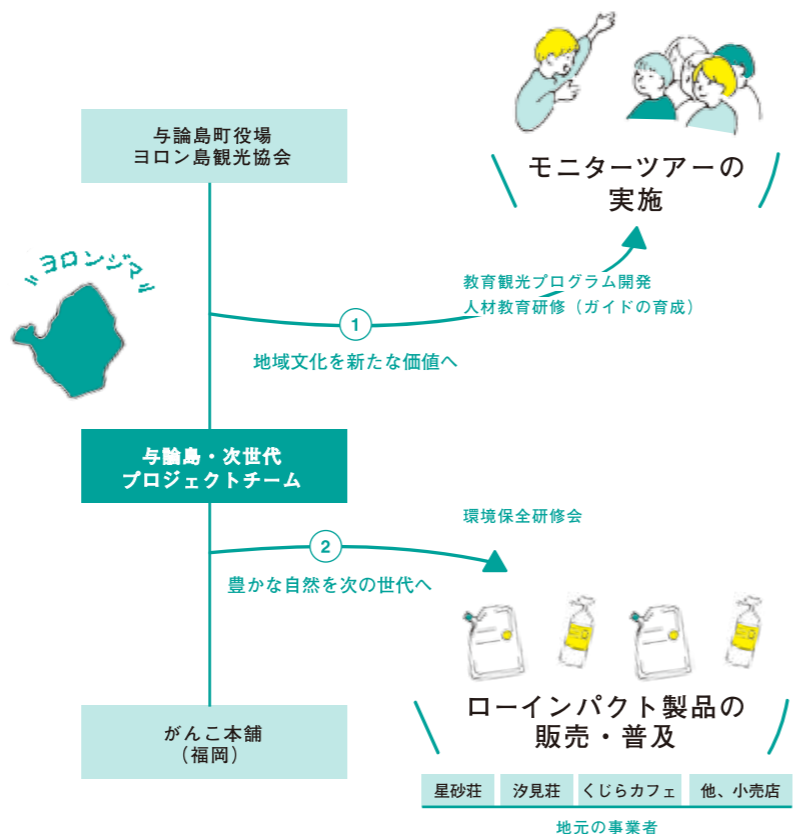 与論島町役場
ヨロン島観光協会
モニターツアーの
実施
〃ヨロンジマ〃
教育観光プログラム開発
人材教育研修（ガイドの育成）
1
地域文化を新たな価値へ
与論島・次世代
プロジェクトチーム
環境保全研修会
2
豊かな自然を次の世代へ
がんこ本舗
（福岡）
ローインパクト製品の
販売・普及
星砂荘
汐見荘
くじらカフェ
他、小売店
地元の事業者